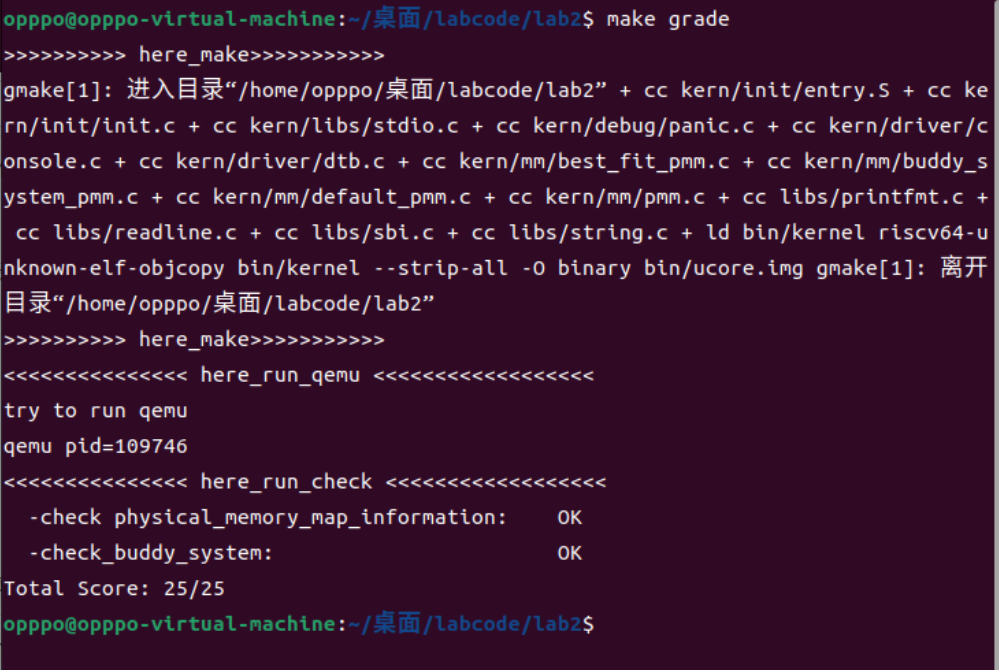 opppo@opppo-virtual-machine:~/桌面/labcode/lab2$ make grade
>>>>>>>>>> here_make>>>>>>>>>>>
gmake[1]: 进入目录“/home/opppo/桌面/labcode/lab2” + cc kern/init/entry.S + cc ke
rn/init/init.c + cc kern/libs/stdio.c + cc kern/debug/panic.c + cc kern/driver/c
onsole.c + cc kern/driver/dtb.c + cc kern/mm/best_fit_pmm.c + cc kern/mm/buddy_s
ystem_pmm.c + cc kern/mm/default_pmm.c + cc kern/mm/pmm.c + cc libs/printfmt.c +
 cc libs/readline.c + cc libs/sbi.c + cc libs/string.c + ld bin/kernel riscv64-u
nknown-elf-objcopy bin/kernel --strip-all -O binary bin/ucore.img gmake[1]: 离开
目录“/home/opppo/桌面/labcode/lab2”
>>>>>>>>>> here_make>>>>>>>>>>>
<<<<<<<<<<<<<<< here_run_qemu <<<<<<<<<<<<<<<<<<
try to run qemu
qemu pid=109746
<<<<<<<<<<<<<<< here_run_check <<<<<<<<<<<<<<<<<<
  -check physical_memory_map_information:    OK
  -check_buddy_system:                       OK
Total Score: 25/25
opppo@opppo-virtual-machine:~/桌面/labcode/lab2$